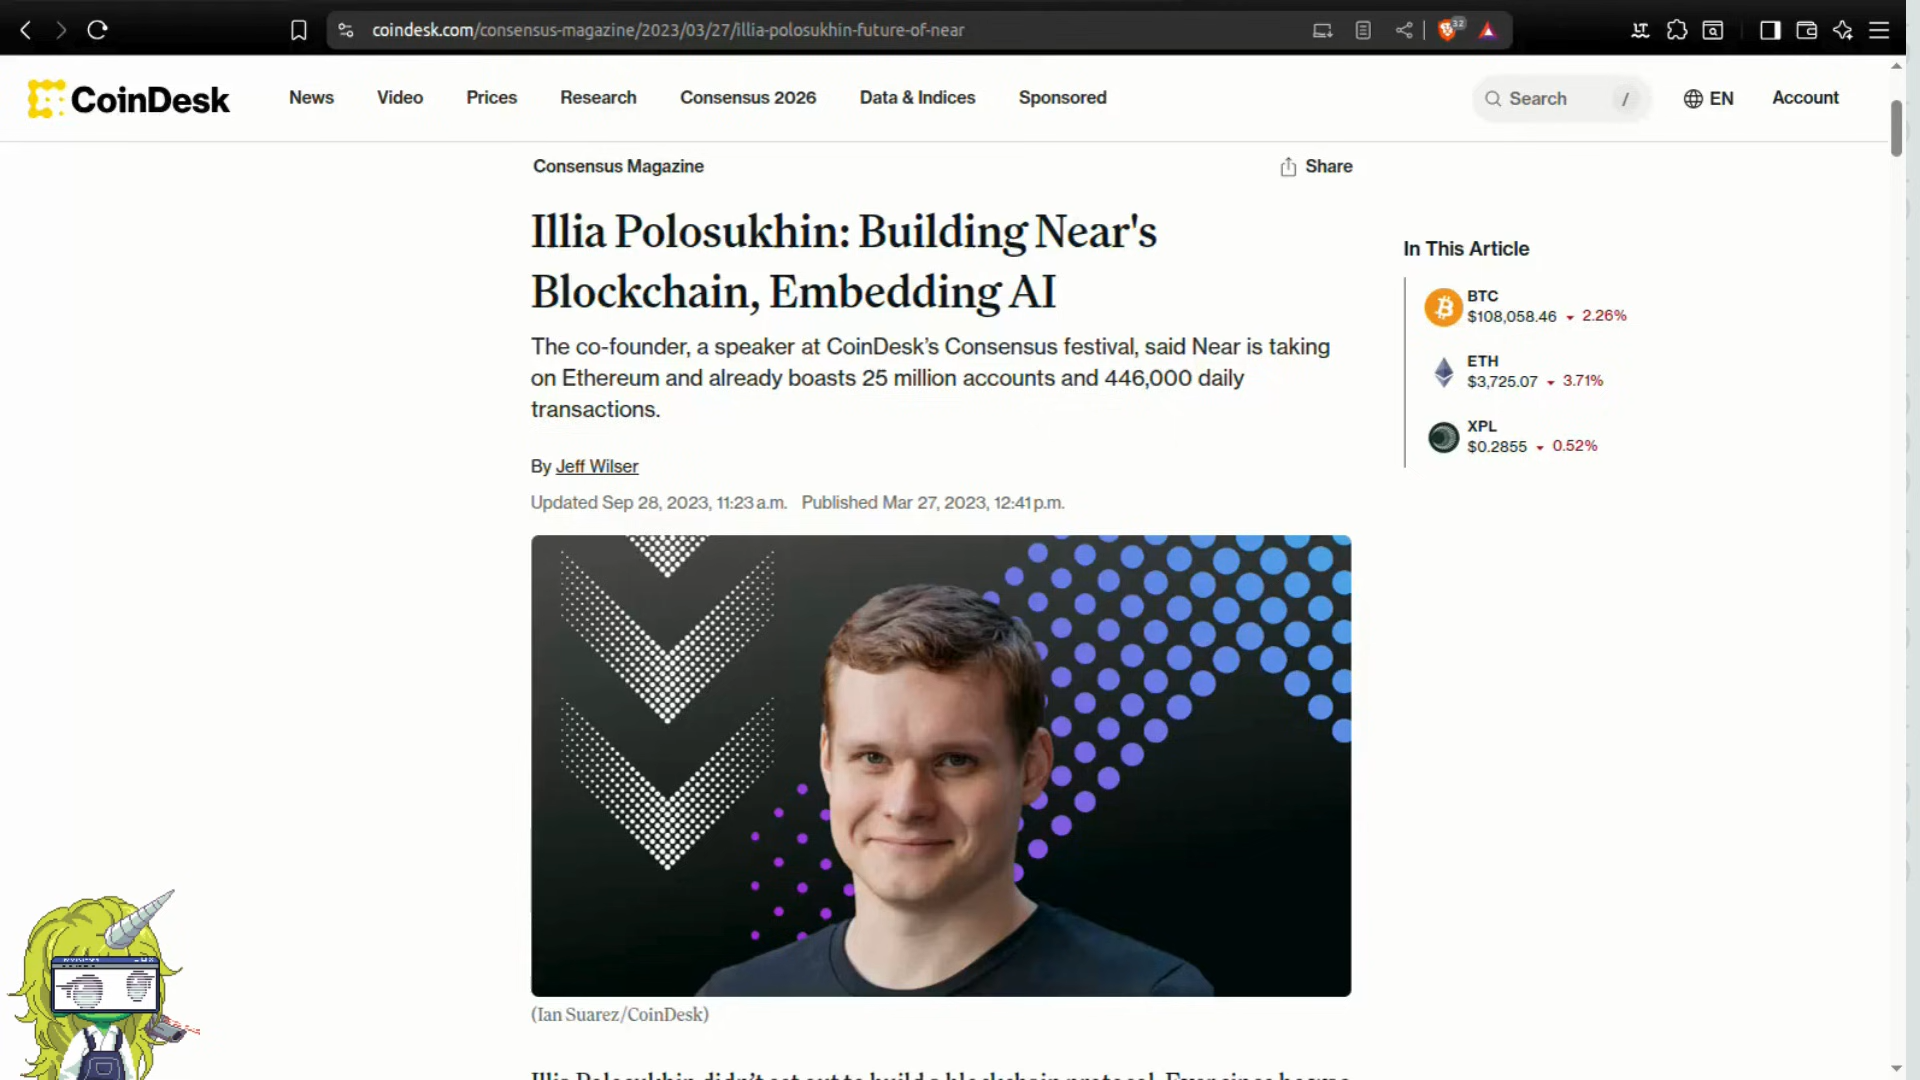 coindesk.com/consensus-magazine/2023/03/27/illia-polosukhin-future-of-near
32
CoinDesk
News
Video
Prices
Research
Consensus 2026
Data & Indices
Sponsored
Search /
EN
Account
Consensus Magazine
Share
Illia Polosukhin: Building Near's
Blockchain, Embedding AI
The co-founder, a speaker at CoinDesk’s Consensus festival, said Near is taking
on Ethereum and already boasts 25 million accounts and 446,000 daily
transactions.
By Jeff Wilser
Updated Sep 28, 2023, 11:23 a.m. Published Mar 27, 2023, 12:41 p.m.
In This Article
BTC
$108,058.46 2.26%
ETH
$3,725.07 3.71%
XPL
$0.2855 0.52%
(Ian Suarez/CoinDesk)
Illia Polosukhin didn’t set out to build a blockchain protocol. Ever since he was